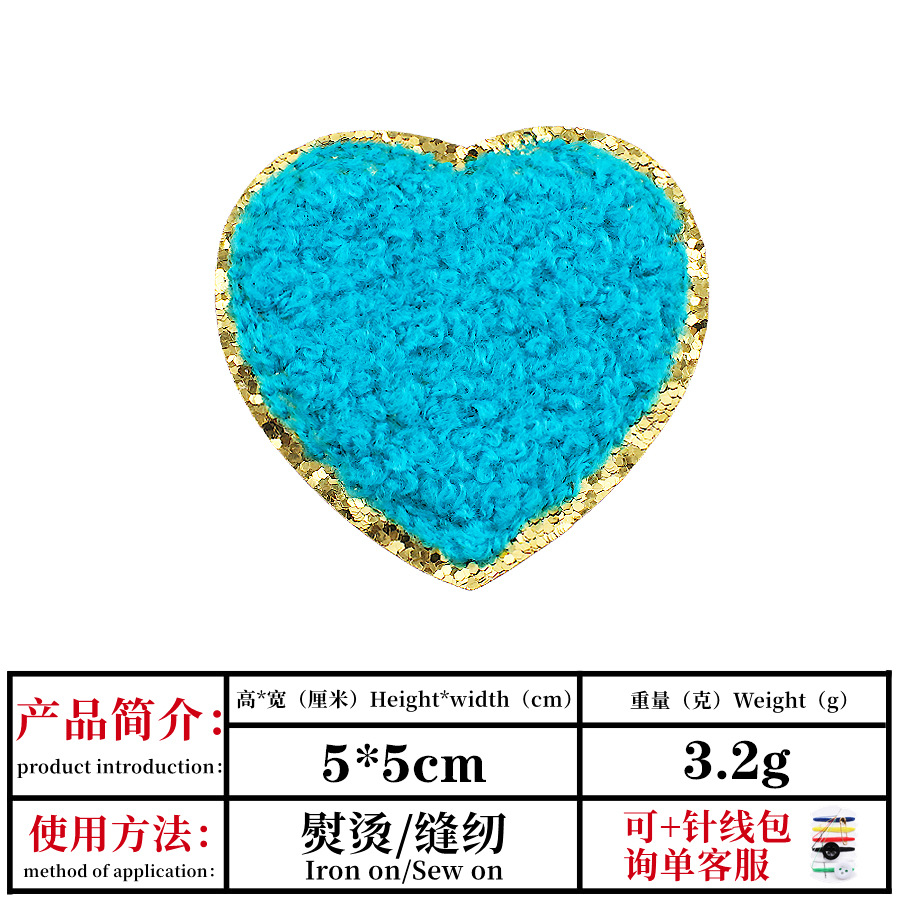 产品简介：
product introduction：
高*宽（厘米）Height*width（cm）
重量（克）Weight（g）
5*5cm
3.2g
使用方法：
method of application：
熨烫/缝纫
Iron on/Sew on
可+针线包
询单客服